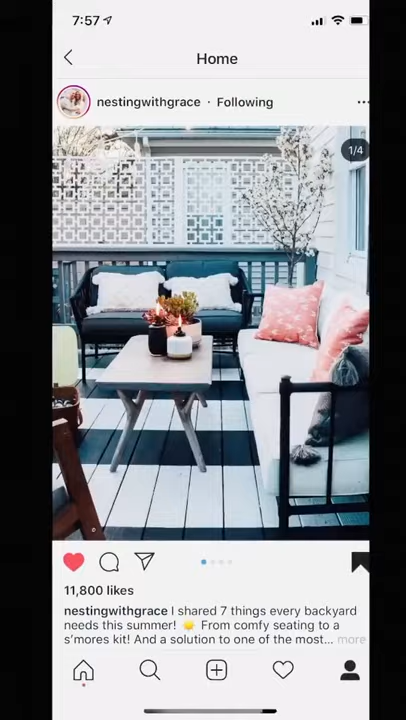 7:57
Home
nestingwithgrace · Following
1/4
11,800 likes
nestingwithgrace I shared 7 things every backyard
needs this summer! ☀️ From comfy seating to a
s'mores kit! And a solution to one of the most... more